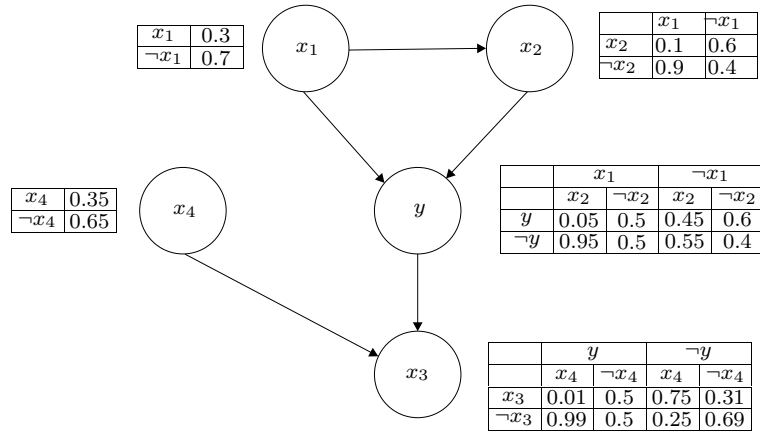 x₁ 0.3
¬x₁ 0.7
x₁
x₂
x₁ ¬x₁
x₂ 0.1 0.6
¬x₂ 0.9 0.4
x₄ 0.35
¬x₄ 0.65
x₄
y
x₁ ¬x₁
x₂ ¬x₂ x₂ ¬x₂
y 0.05 0.5 0.45 0.6
¬y 0.95 0.5 0.55 0.4
x₃
y ¬y
x₄ ¬x₄ x₄ ¬x₄
x₃ 0.01 0.5 0.75 0.31
¬x₃ 0.99 0.5 0.25 0.69